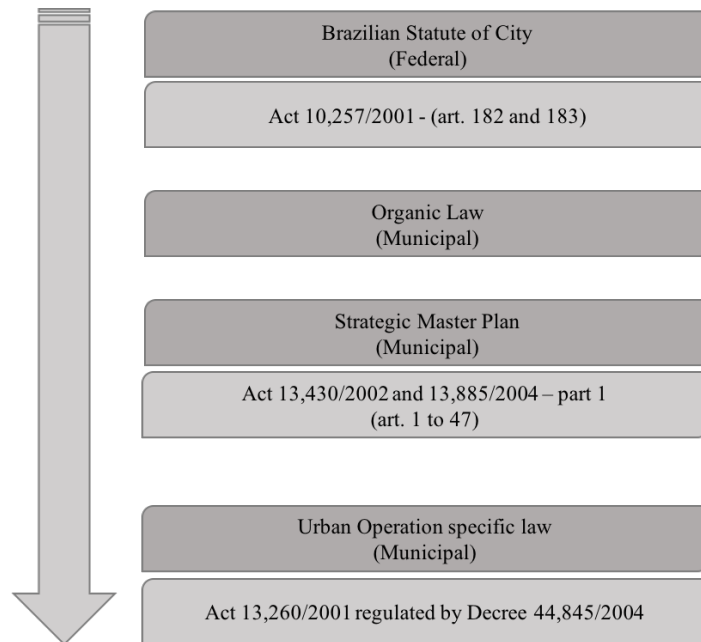 Brazilian Statute of City
(Federal)
Act 10,257/2001 - (art. 182 and 183)
Organic Law
(Municipal)
Strategic Master Plan
(Municipal)
Act 13,430/2002 and 13,885/2004 – part 1
(art. 1 to 47)
Urban Operation specific law
(Municipal)
Act 13,260/2001 regulated by Decree 44,845/2004